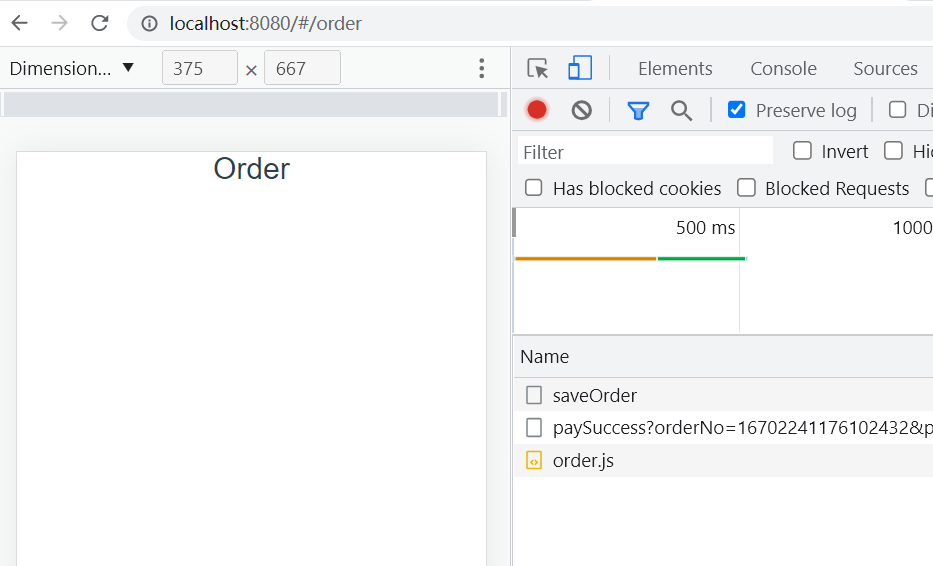 localhost:8080/#/order
Dimension... ▼ 375 × 667
Elements Console Sources
Preserve log Di
Filter Invert Hi
Has blocked cookies Blocked Requests
500 ms 1000
Order
Name
saveOrder
paySuccess?orderNo=16702241176102432&p
order.js